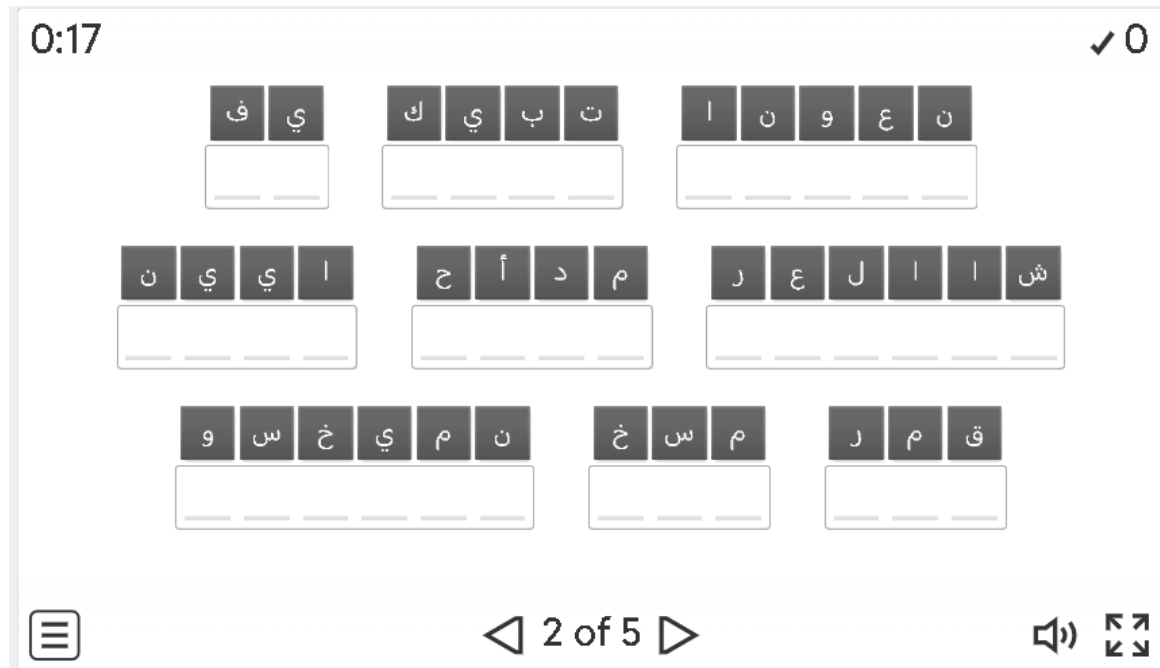 0:17 ✓ 0
ن ع و ن ا ت ب ي ك ي ف
ش ا ا ل ع ر م د أ ح ا ي ي ن
ق م ر م س خ ن م ي خ س و
2 of 5